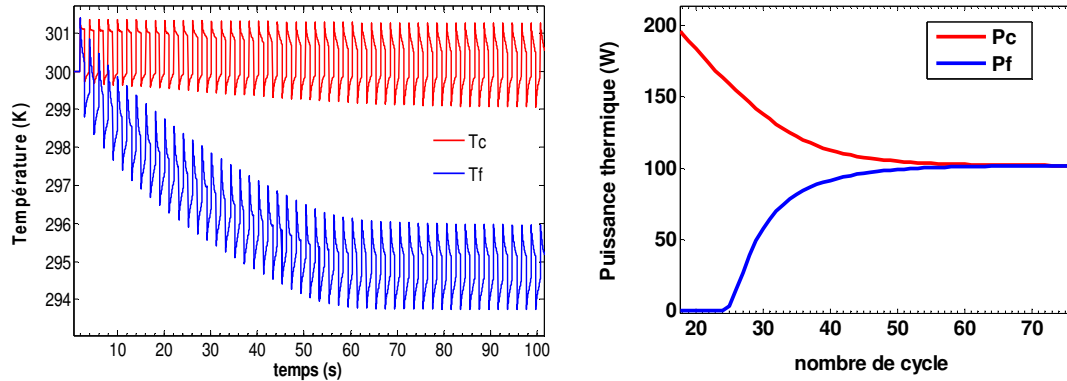 301
300
299
298
297
296
295
294
Température (K)
10 20 30 40 50 60 70 80 90 100
temps (s)
Tc
Tf
200
150
100
50
0
Puissance thermique (W)
20 30 40 50 60 70
nombre de cycle
Pc
Pf